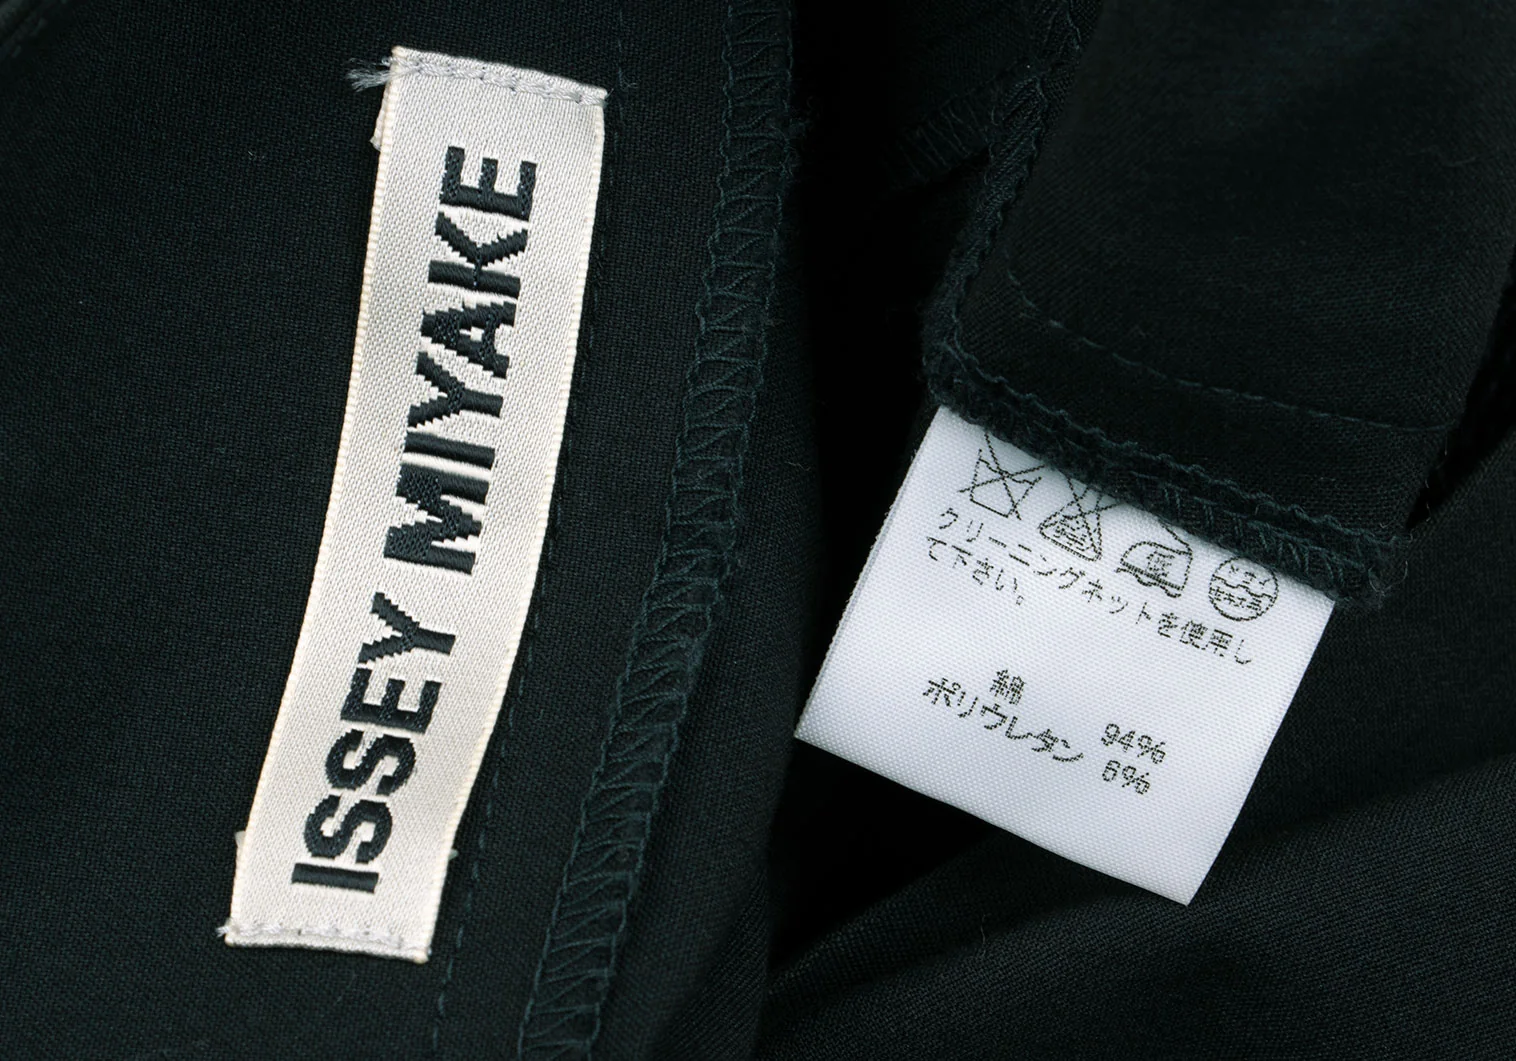 ISSEY MIYAKE
クリーニングネットを使用し
て下さい。
綿 94%
ポリウレタン 6%